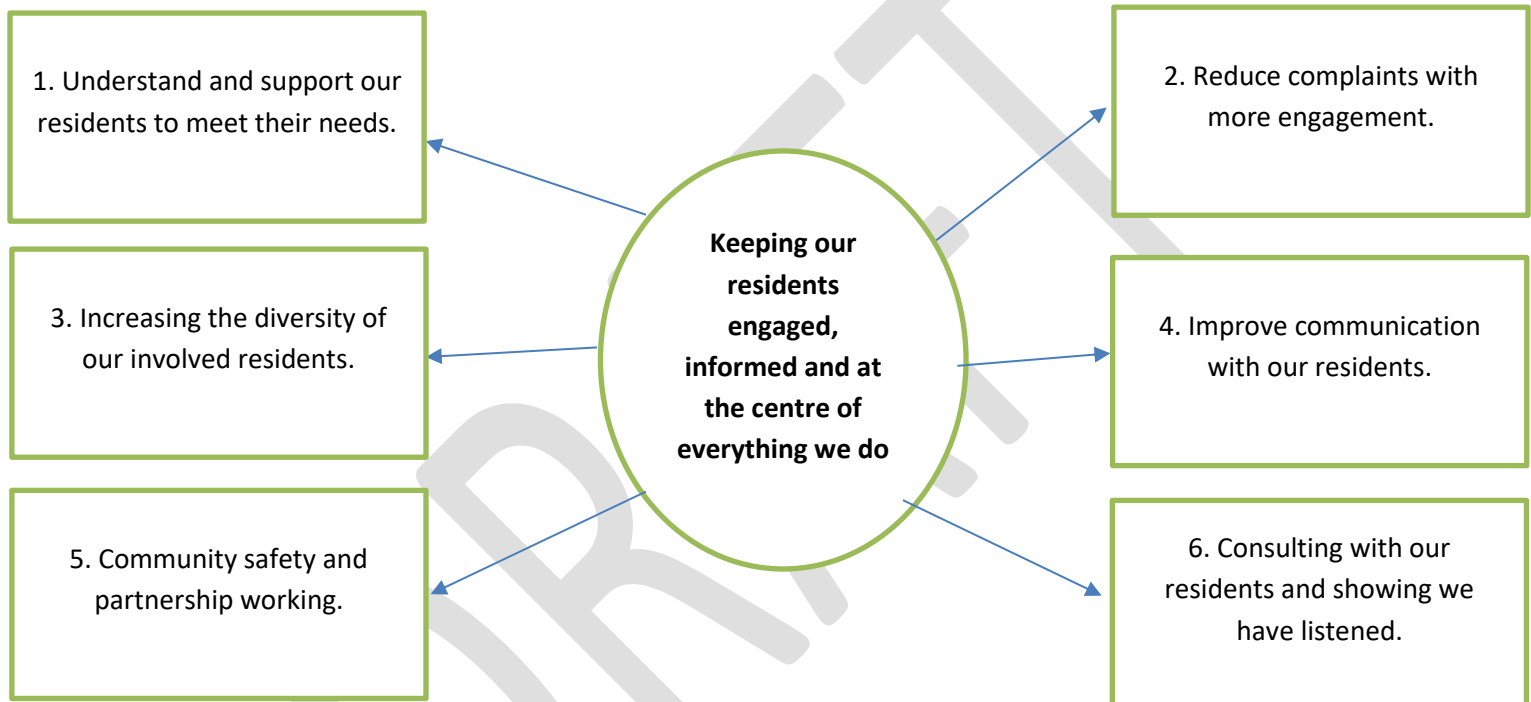 1. Understand and support our
residents to meet their needs.
2. Reduce complaints with
more engagement.
Keeping our
residents
engaged,
informed and at
the centre of
everything we do
3. Increasing the diversity of
our involved residents.
4. Improve communication
with our residents.
5. Community safety and
partnership working.
6. Consulting with our
residents and showing we
have listened.
DRAFT